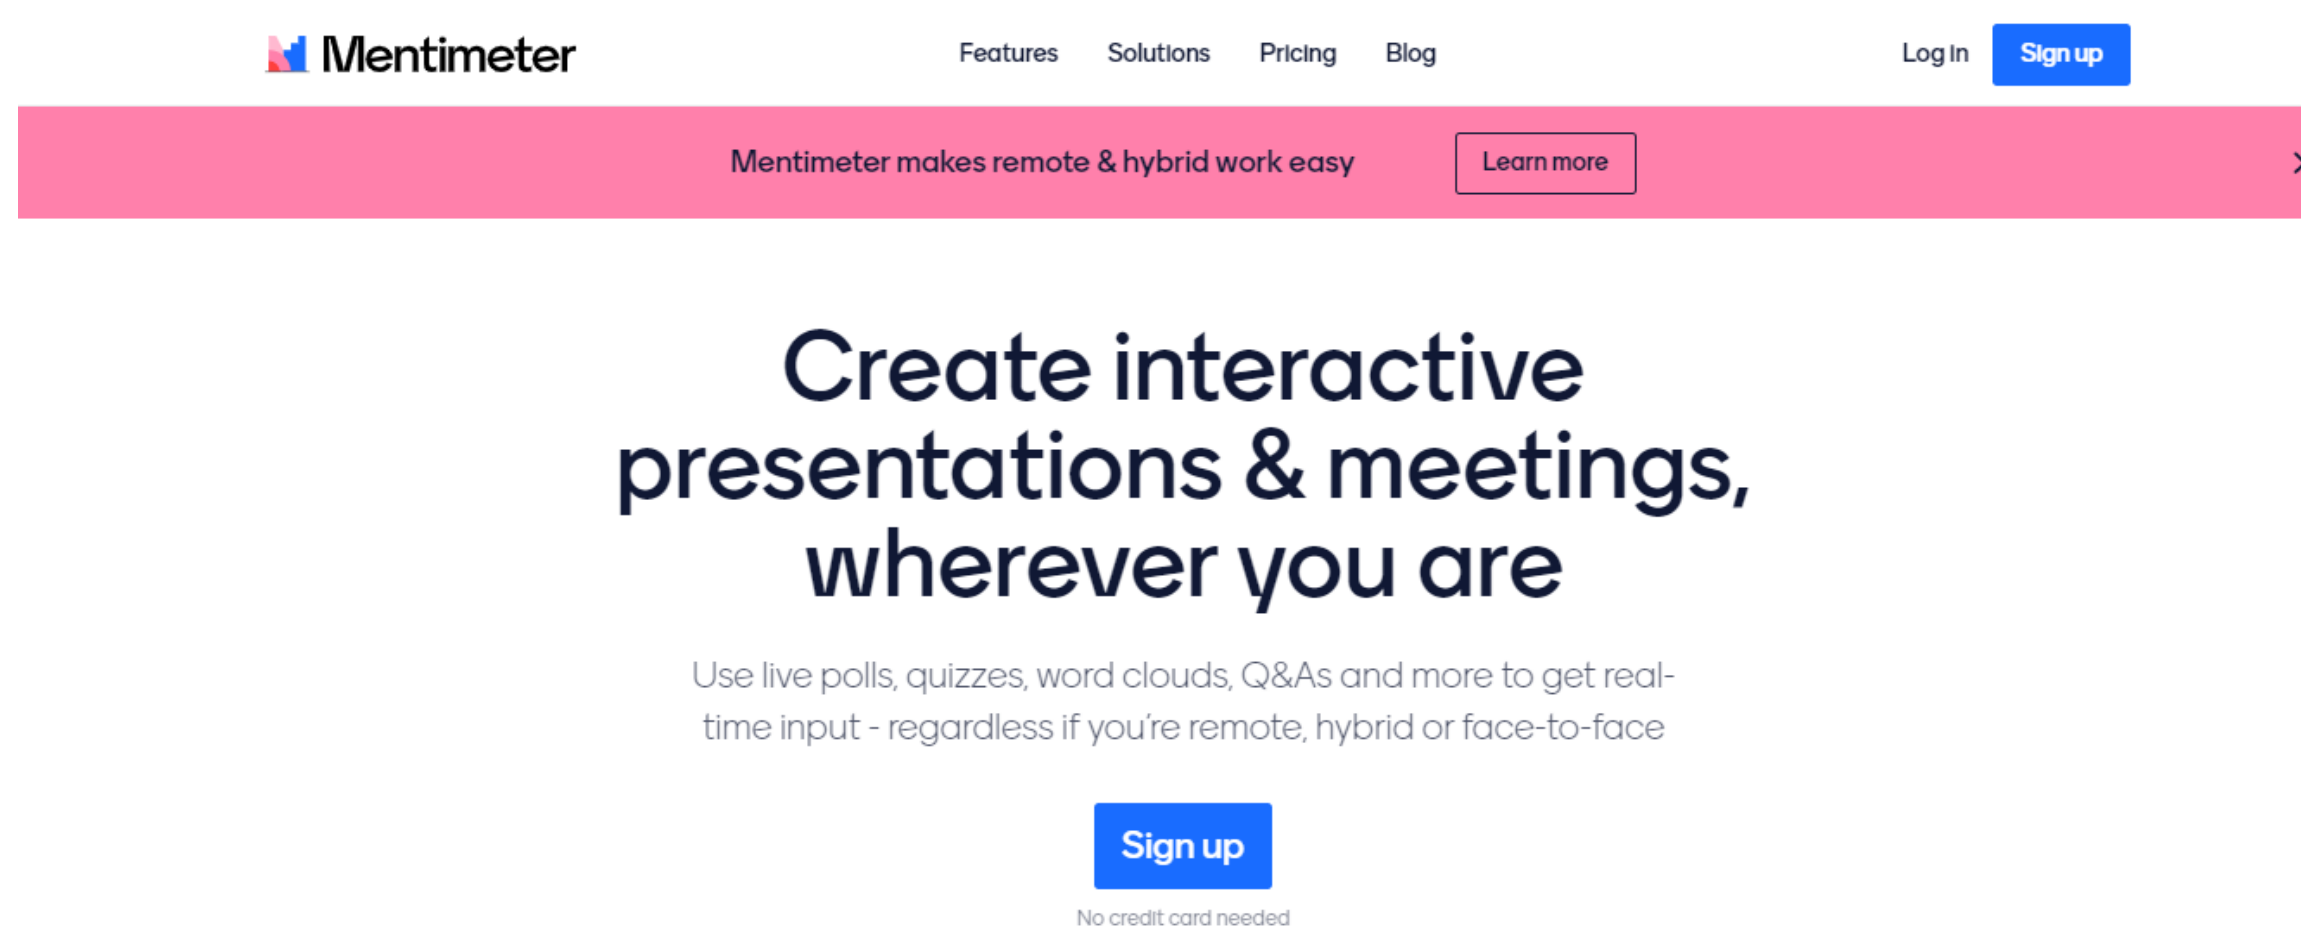 Mentimeter
Features Solutions Pricing Blog
Log in Sign up
Mentimeter makes remote & hybrid work easy Learn more
Create interactive
presentations & meetings,
wherever you are
Use live polls, quizzes, word clouds, Q&As and more to get real-
time input - regardless if you're remote, hybrid or face-to-face
Sign up
No credit card needed